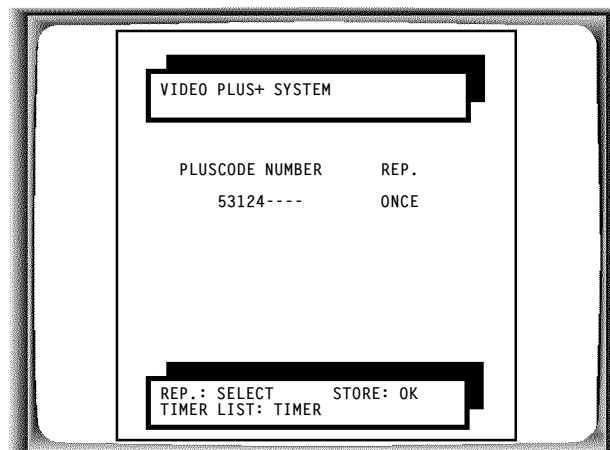 VIDEO PLUS+ SYSTEM
PLUSCODE NUMBER REP.
53124---- ONCE
REP.: SELECT STORE: OK
TIMER LIST: TIMER